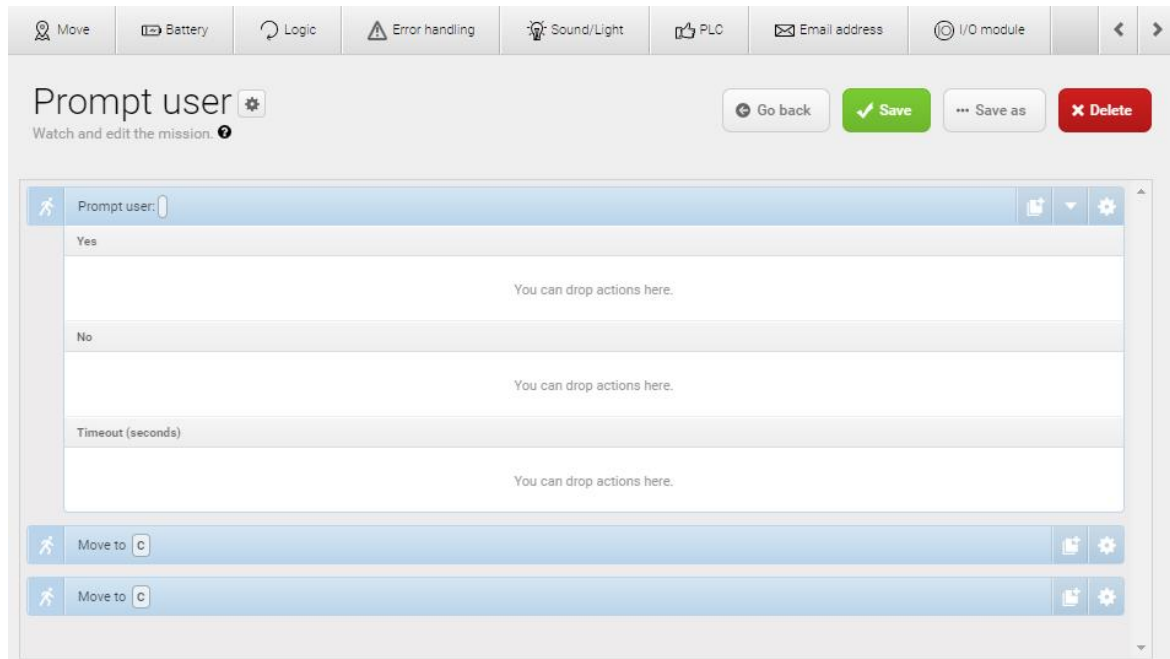 Move Battery Logic Error handling Sound/Light PLC Email address I/O module
Prompt user
Go back Save Save as Delete
Watch and edit the mission.
Prompt user:
Yes
You can drop actions here.
No
You can drop actions here.
Timeout (seconds)
You can drop actions here.
Move to C
Move to C